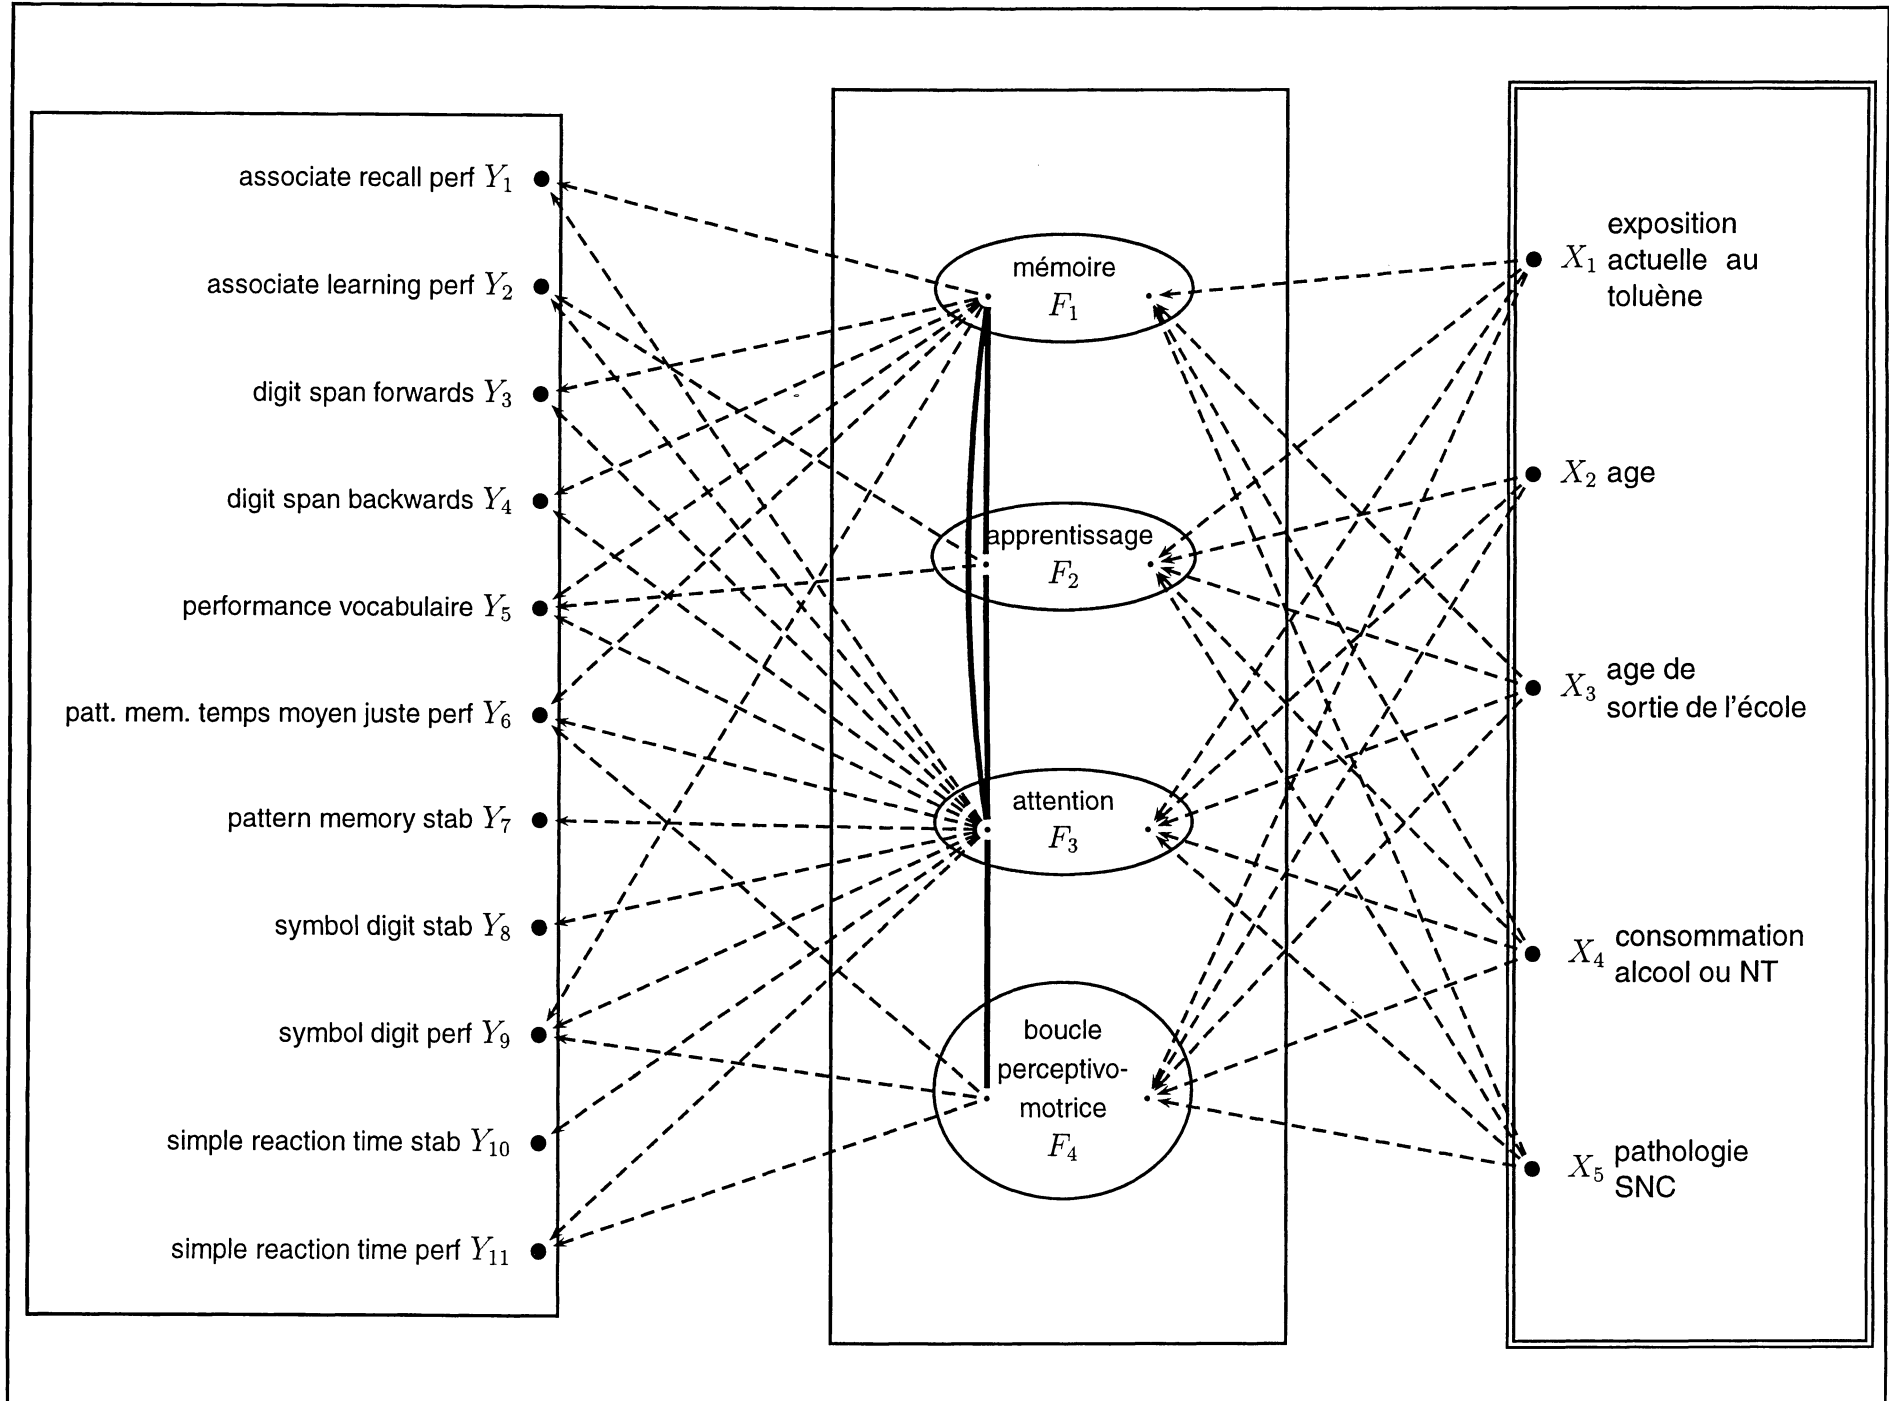 associate recall perf Y1
associate learning perf Y2
digit span forwards Y3
digit span backwards Y4
performance vocabulaire Y5
patt. mem. temps moyen juste perf Y6
pattern memory stab Y7
symbol digit stab Y8
symbol digit perf Y9
simple reaction time stab Y10
simple reaction time perf Y11
mémoire
F1
apprentissage
F2
attention
F3
boucle
perceptivo-
motrice
F4
exposition
X1 actuelle au
toluène
X2 age
age de
X3
sortie de l'école
consommation
X4
alcool ou NT
pathologie
X5
SNC